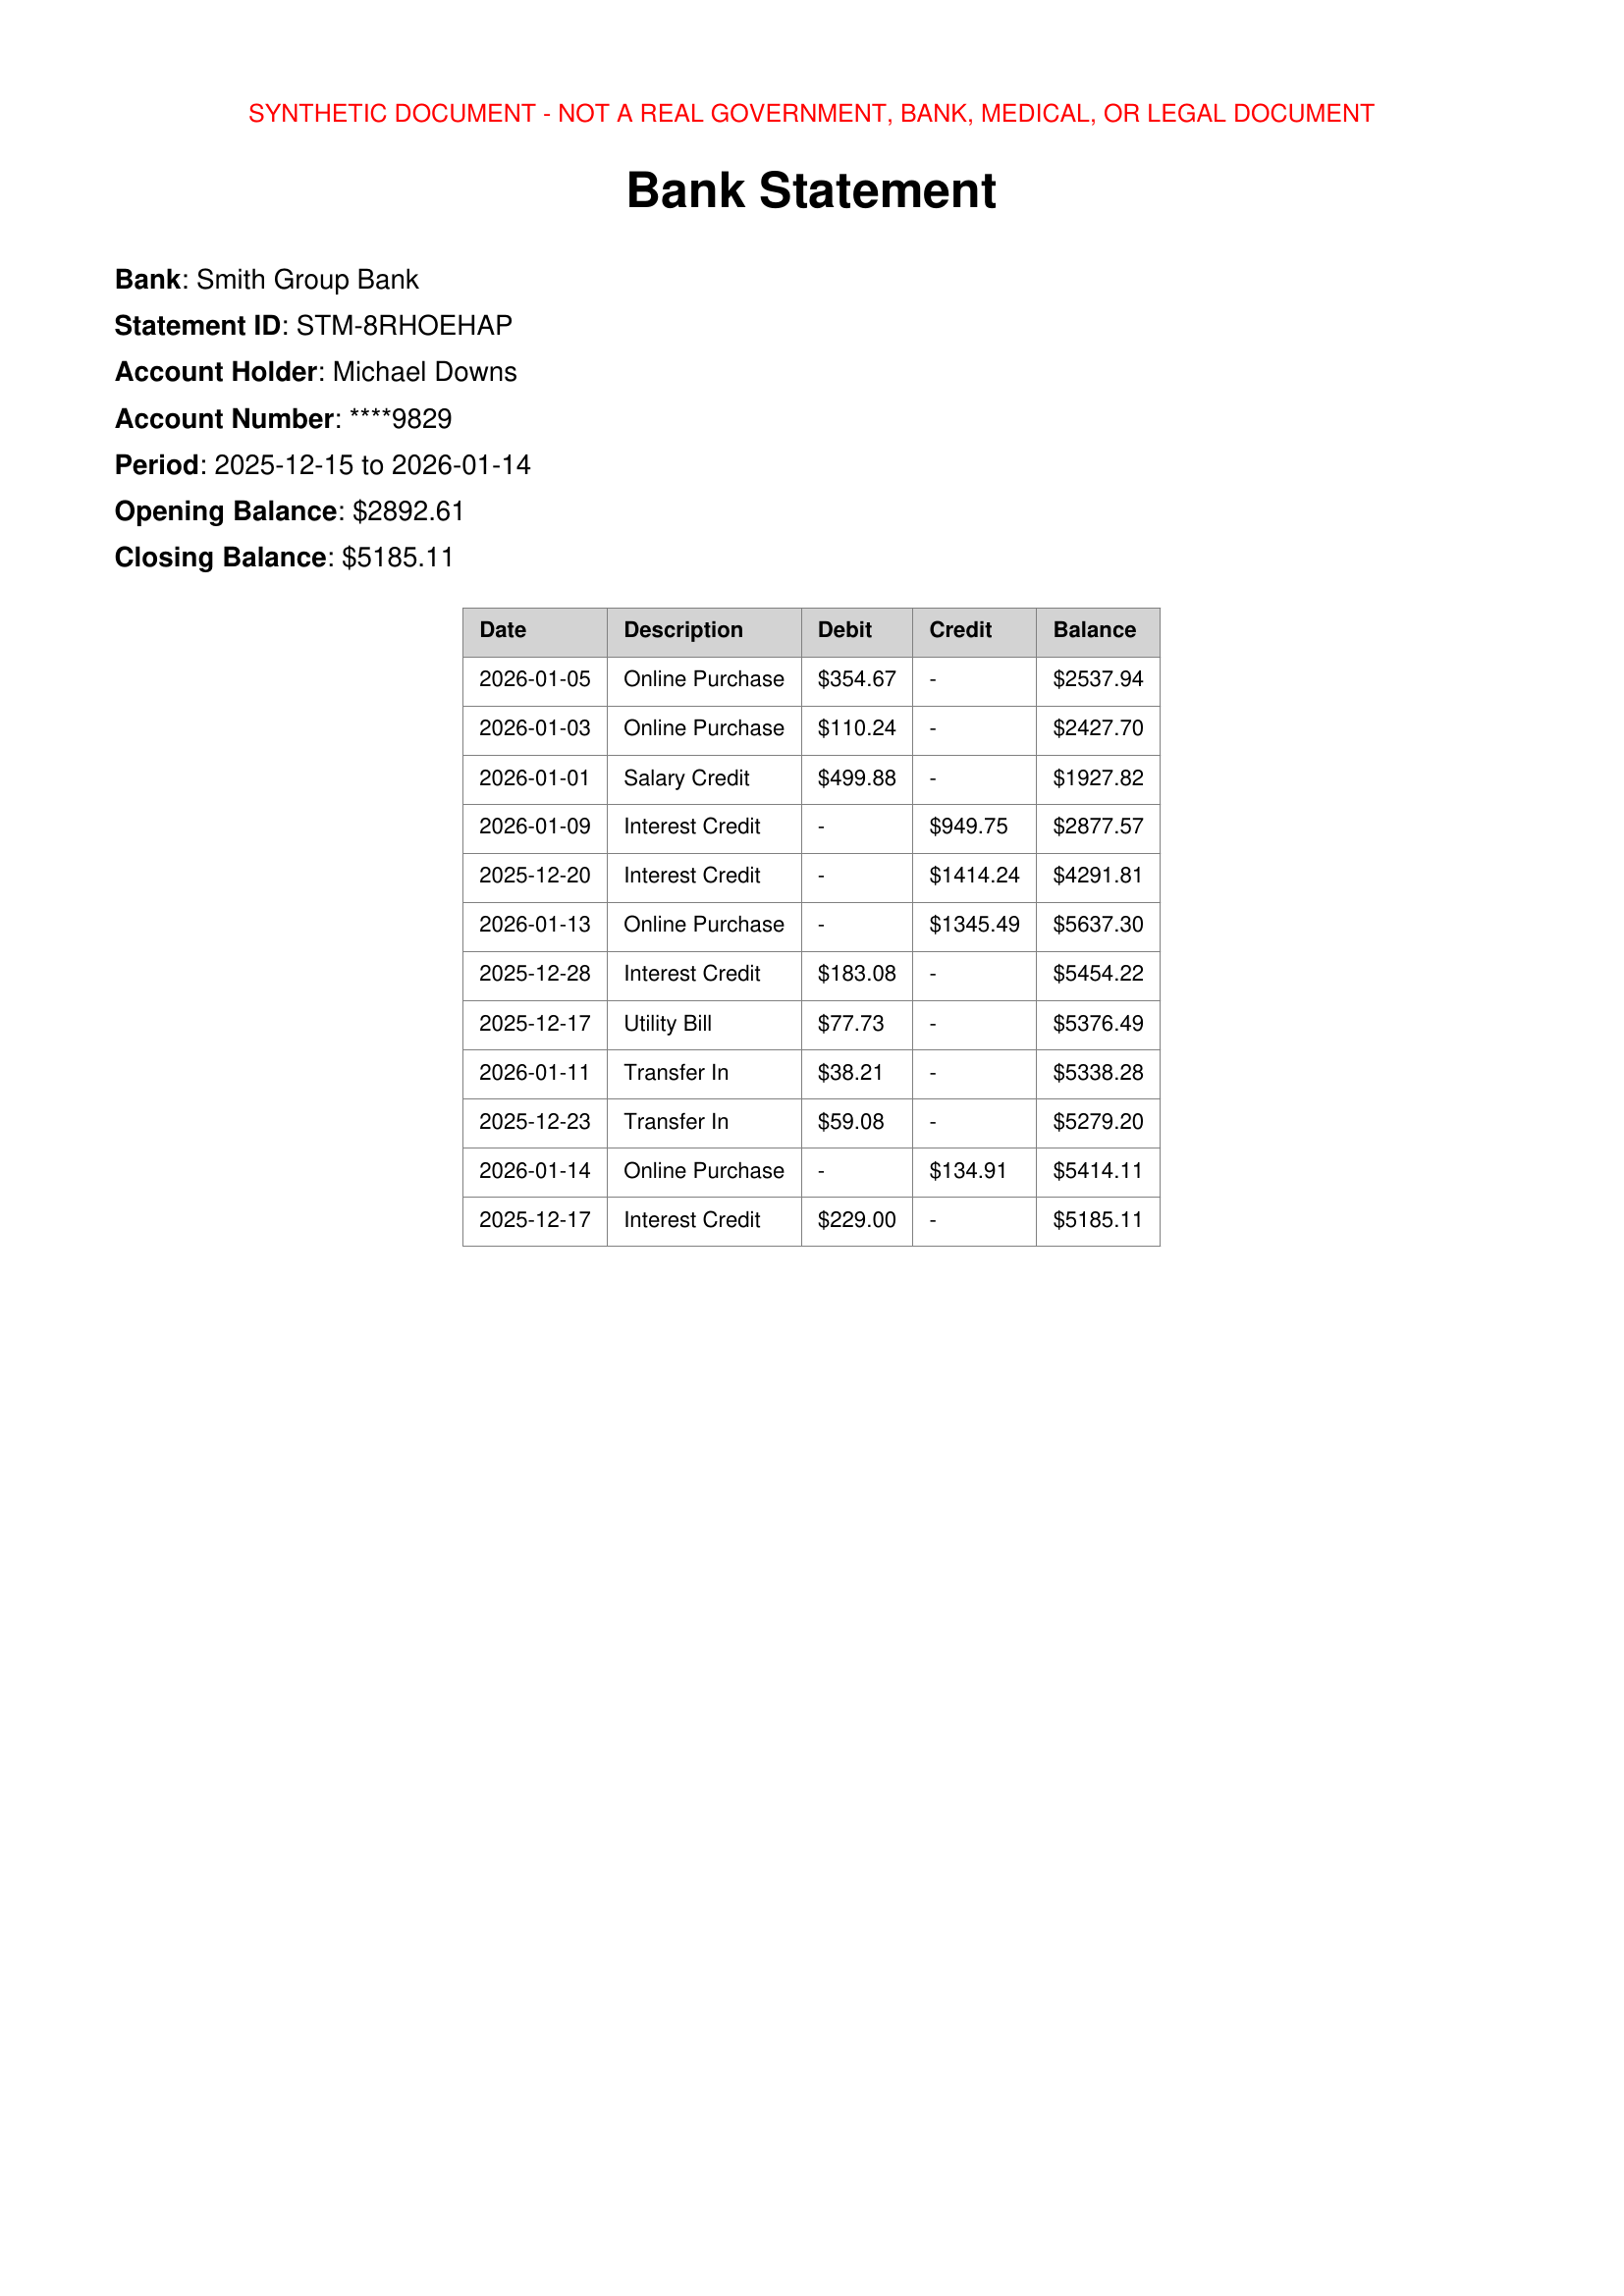 SYNTHETIC DOCUMENT - NOT A REAL GOVERNMENT, BANK, MEDICAL, OR LEGAL DOCUMENT
Bank Statement
Bank: Smith Group Bank
Statement ID: STM-8RHOEHAP
Account Holder: Michael Downs
Account Number: ****9829
Period: 2025-12-15 to 2026-01-14
Opening Balance: $2892.61
Closing Balance: $5185.11
Date Description Debit Credit Balance
2026-01-05 Online Purchase $354.67 - $2537.94
2026-01-03 Online Purchase $110.24 - $2427.70
2026-01-01 Salary Credit $499.88 - $1927.82
2026-01-09 Interest Credit - $949.75 $2877.57
2025-12-20 Interest Credit - $1414.24 $4291.81
2026-01-13 Online Purchase - $1345.49 $5637.30
2025-12-28 Interest Credit $183.08 - $5454.22
2025-12-17 Utility Bill $77.73 - $5376.49
2026-01-11 Transfer In $38.21 - $5338.28
2025-12-23 Transfer In $59.08 - $5279.20
2026-01-14 Online Purchase - $134.91 $5414.11
2025-12-17 Interest Credit $229.00 - $5185.11